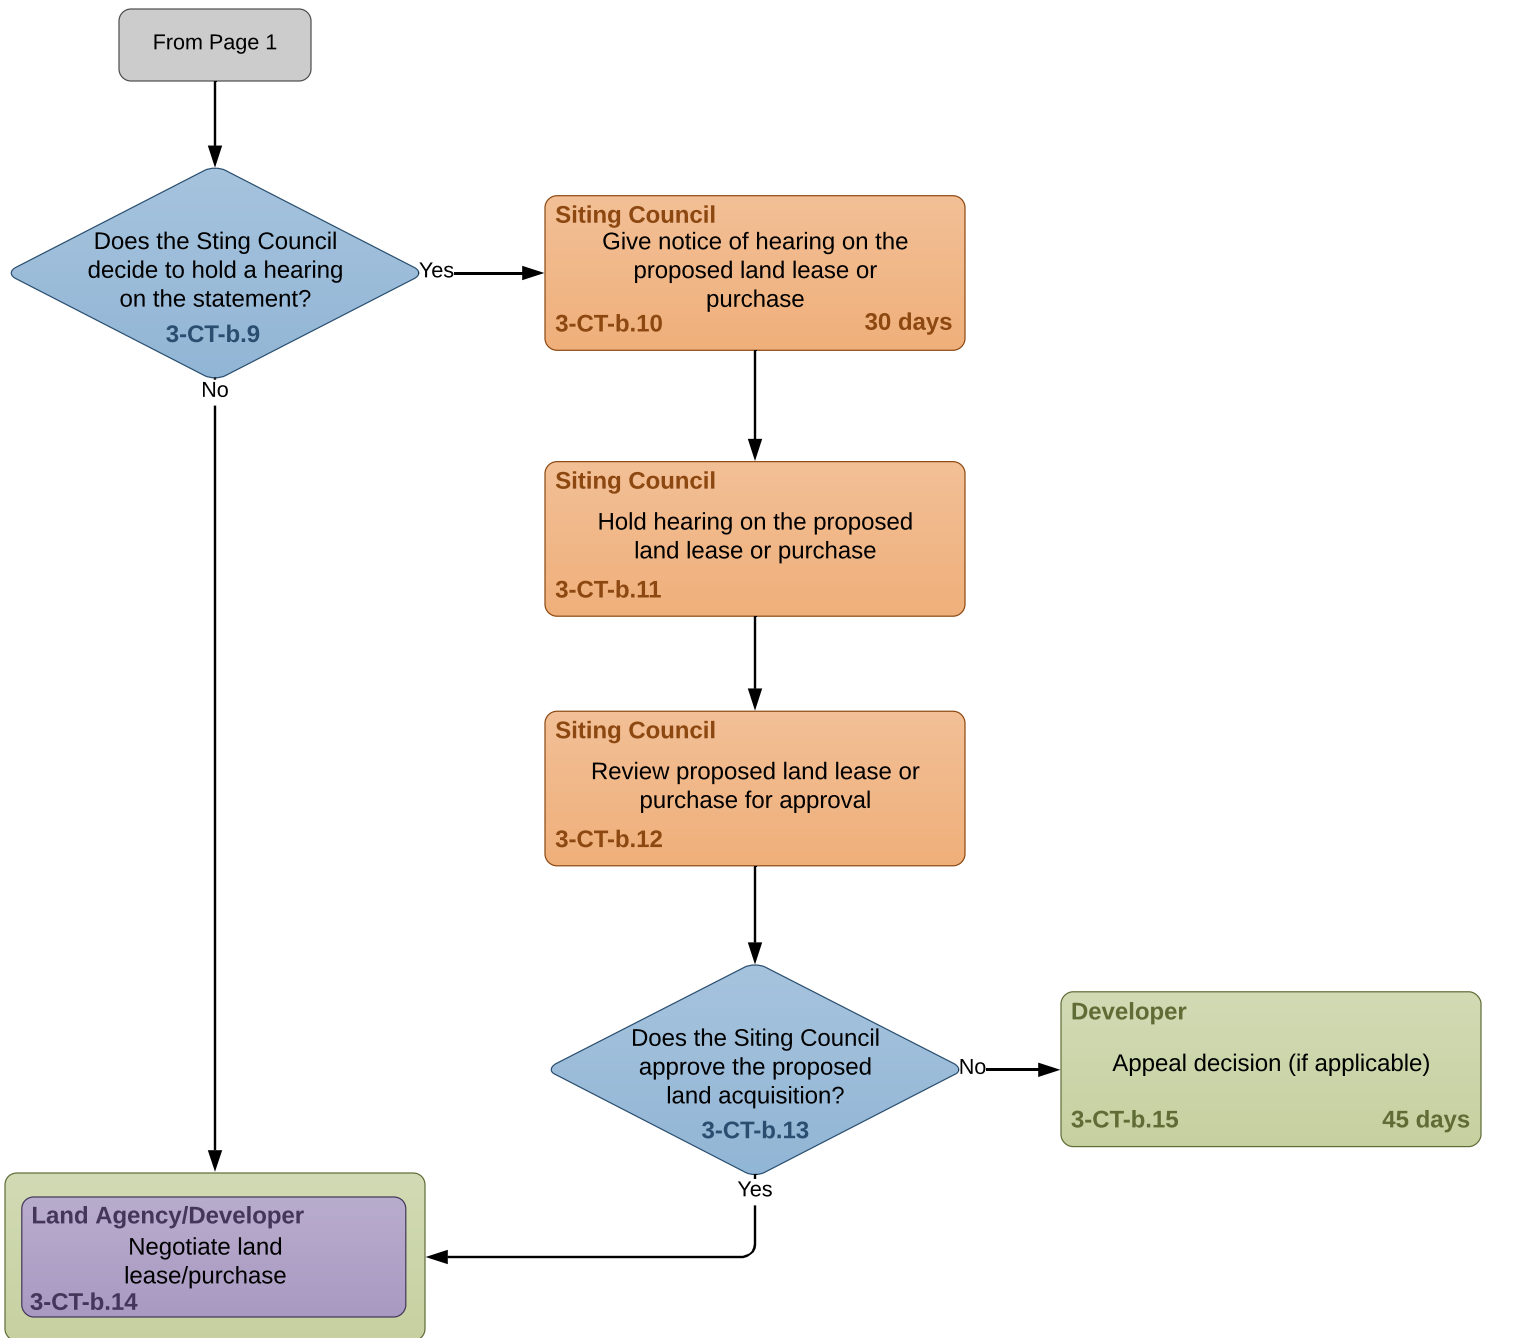 From Page 1
Does the Sting Council
decide to hold a hearing
on the statement?
3-CT-b.9
Yes
No
Siting Council
Give notice of hearing on the
proposed land lease or
purchase
3-CT-b.10
30 days
Siting Council
Hold hearing on the proposed
land lease or purchase
3-CT-b.11
Siting Council
Review proposed land lease or
purchase for approval
3-CT-b.12
Does the Siting Council
approve the proposed
land acquisition?
3-CT-b.13
No
Yes
Developer
Appeal decision (if applicable)
3-CT-b.15
45 days
Land Agency/Developer
Negotiate land
lease/purchase
3-CT-b.14